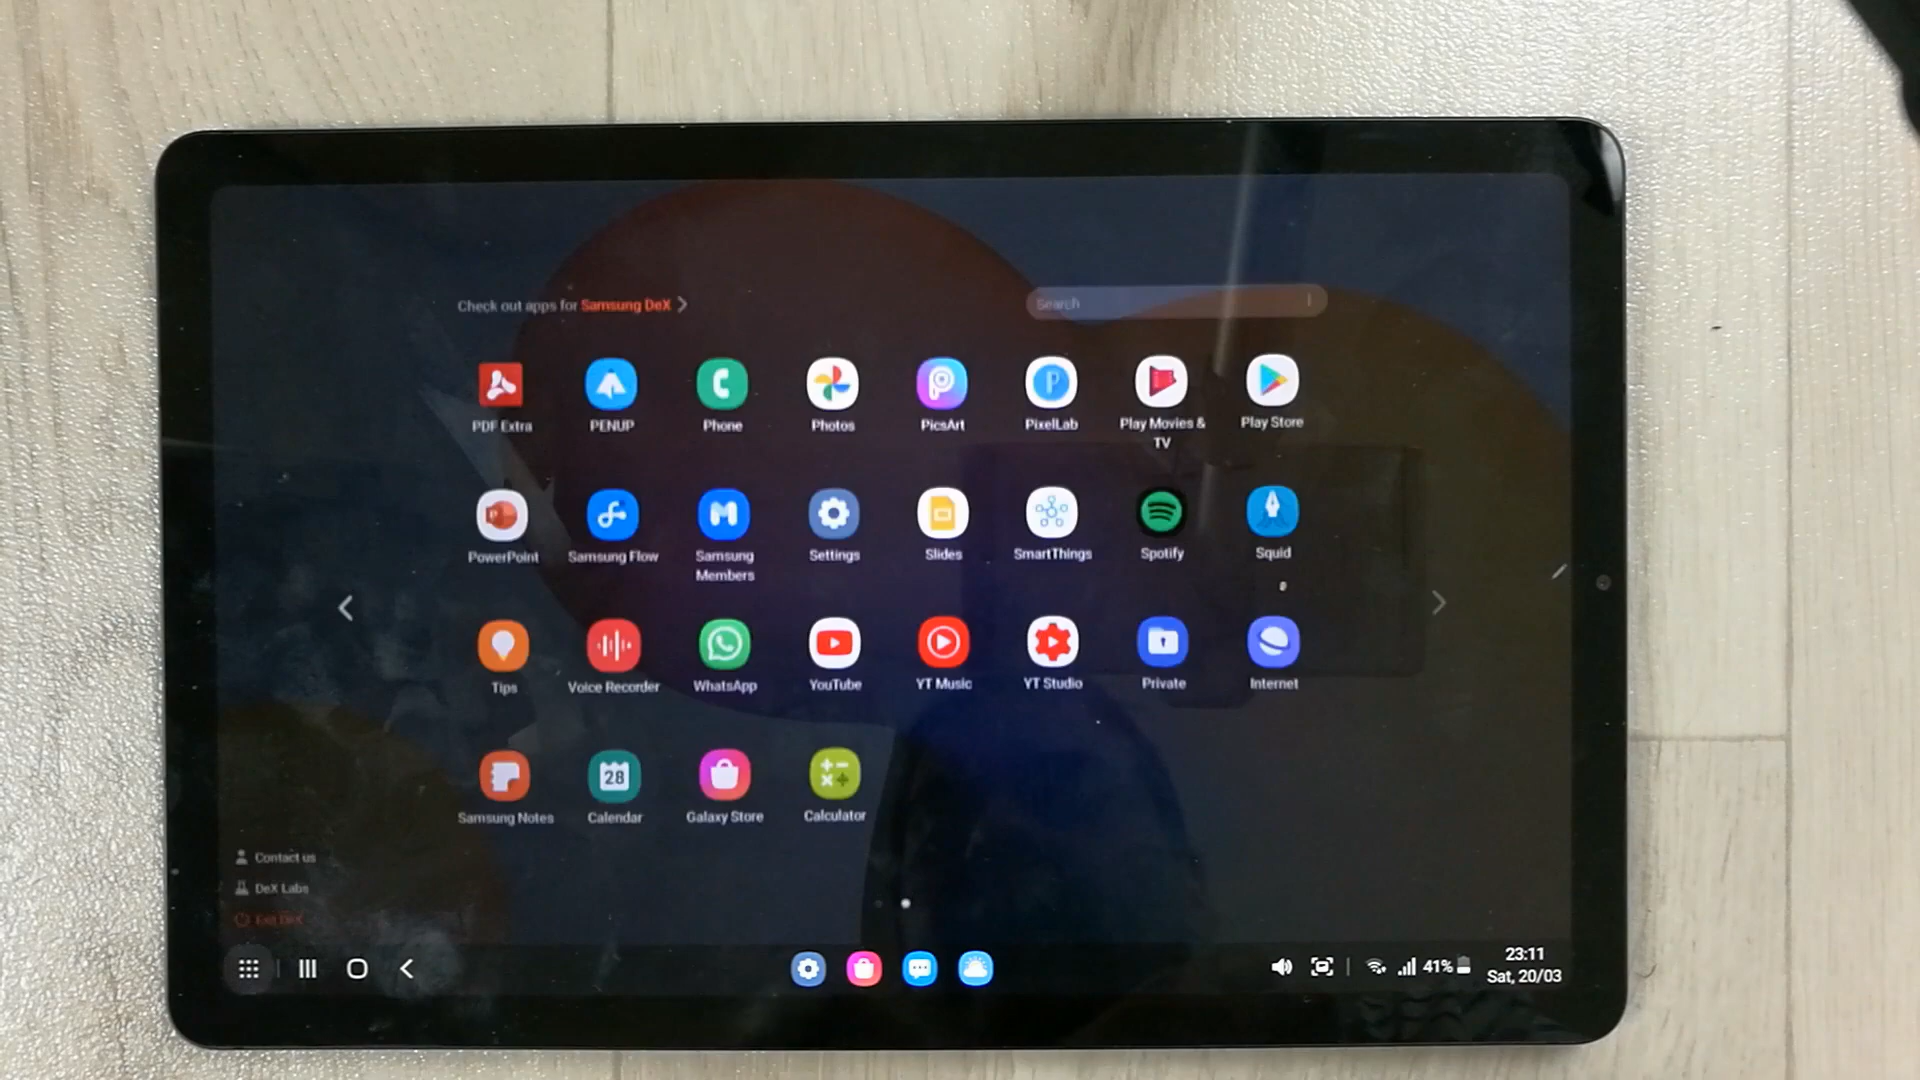 Check out apps for Samsung DeX
Search
PDF Extra
PENUP
Phone
Photos
PicsArt
PixelLab
Play Movies &
TV
Play Store
PowerPoint
Samsung Flow
Samsung
Members
Settings
Slides
SmartThings
Spotify
Squid
Tips
Voice Recorder
WhatsApp
YouTube
YT Music
YT Studio
Private
Internet
28
Samsung Notes
Calendar
Galaxy Store
Calculator
Contact us
DeX Labs
Exit DeX
41%
23:11
Sat, 20/03